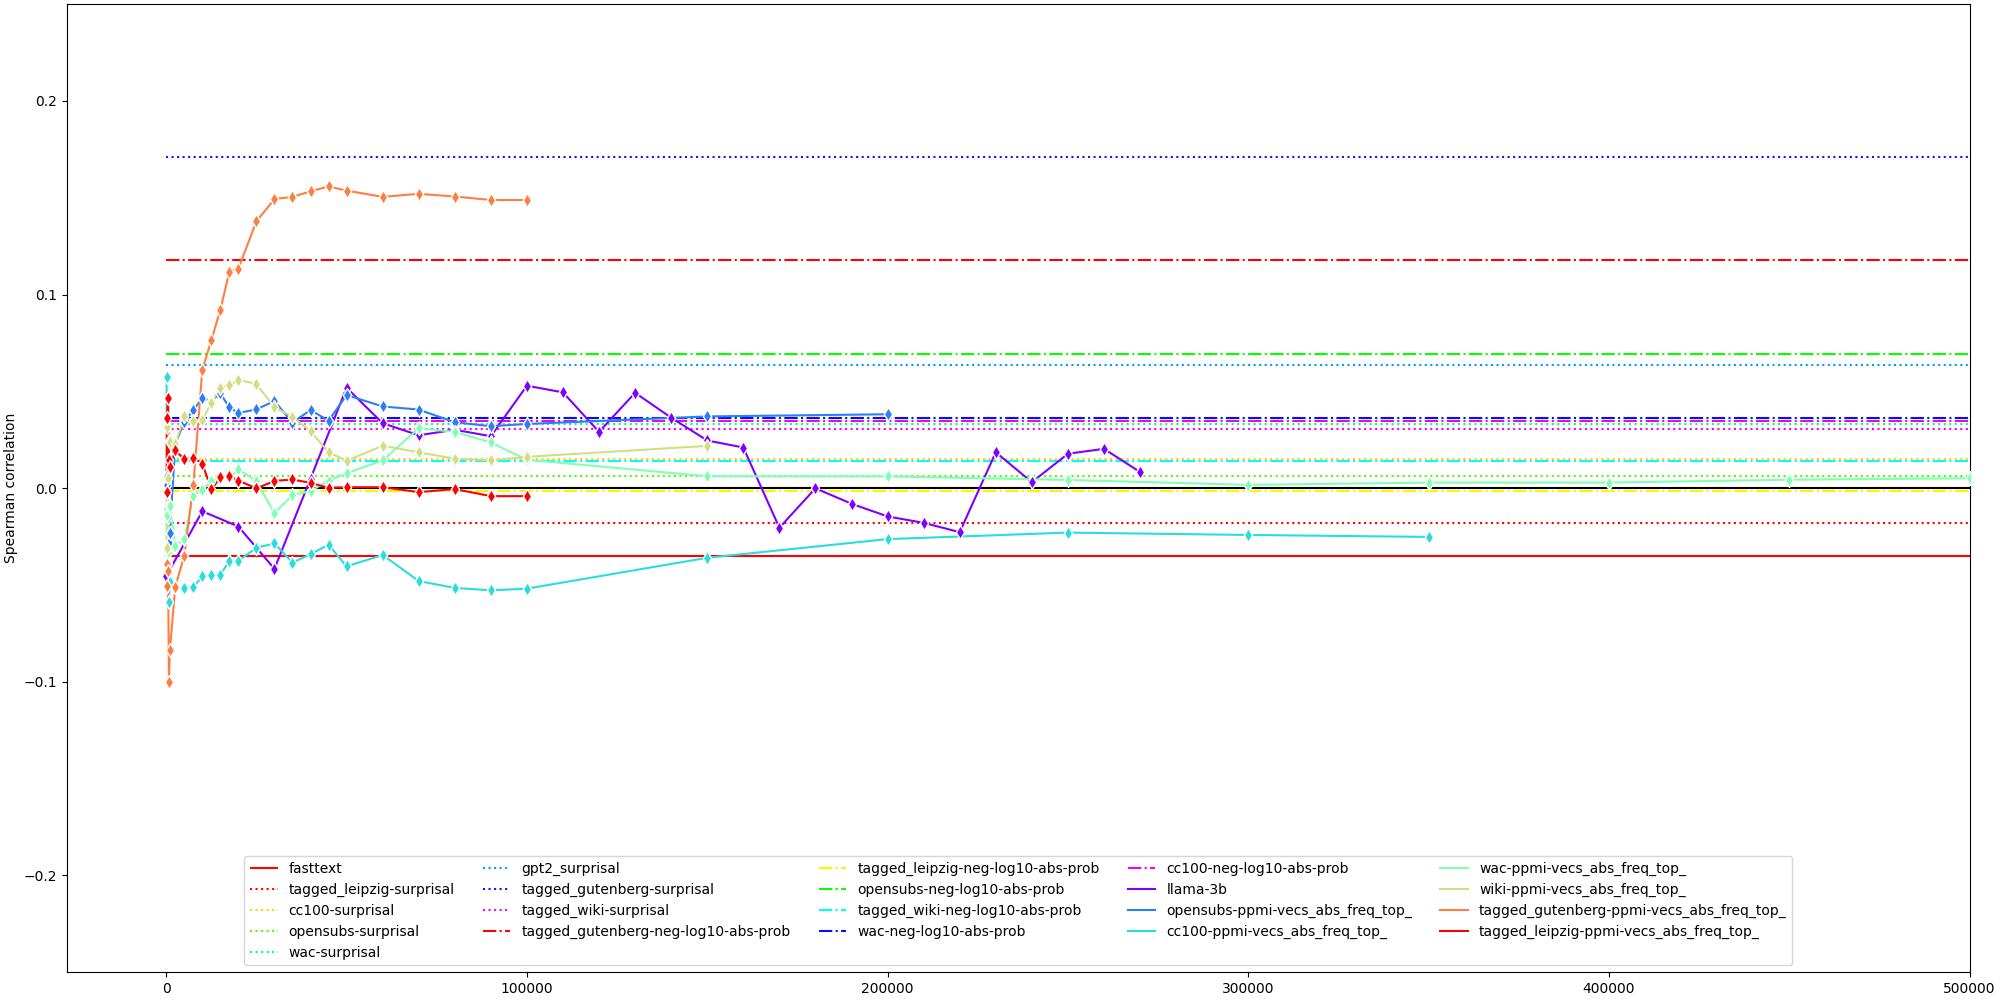 0.2
0.1
0.0
−0.1
−0.2
Spearman correlation
fasttext
tagged_leipzig-surprisal
cc100-surprisal
opensubs-surprisal
wac-surprisal
gpt2_surprisal
tagged_gutenberg-surprisal
tagged_wiki-surprisal
tagged_gutenberg-neg-log10-abs-prob
tagged_leipzig-neg-log10-abs-prob
opensubs-neg-log10-abs-prob
tagged_wiki-neg-log10-abs-prob
wac-neg-log10-abs-prob
cc100-neg-log10-abs-prob
llama-3b
opensubs-ppmi-vecs_abs_freq_top_
cc100-ppmi-vecs_abs_freq_top_
wac-ppmi-vecs_abs_freq_top_
wiki-ppmi-vecs_abs_freq_top_
tagged_gutenberg-ppmi-vecs_abs_freq_top_
tagged_leipzig-ppmi-vecs_abs_freq_top_
0 100000 200000 300000 400000 500000